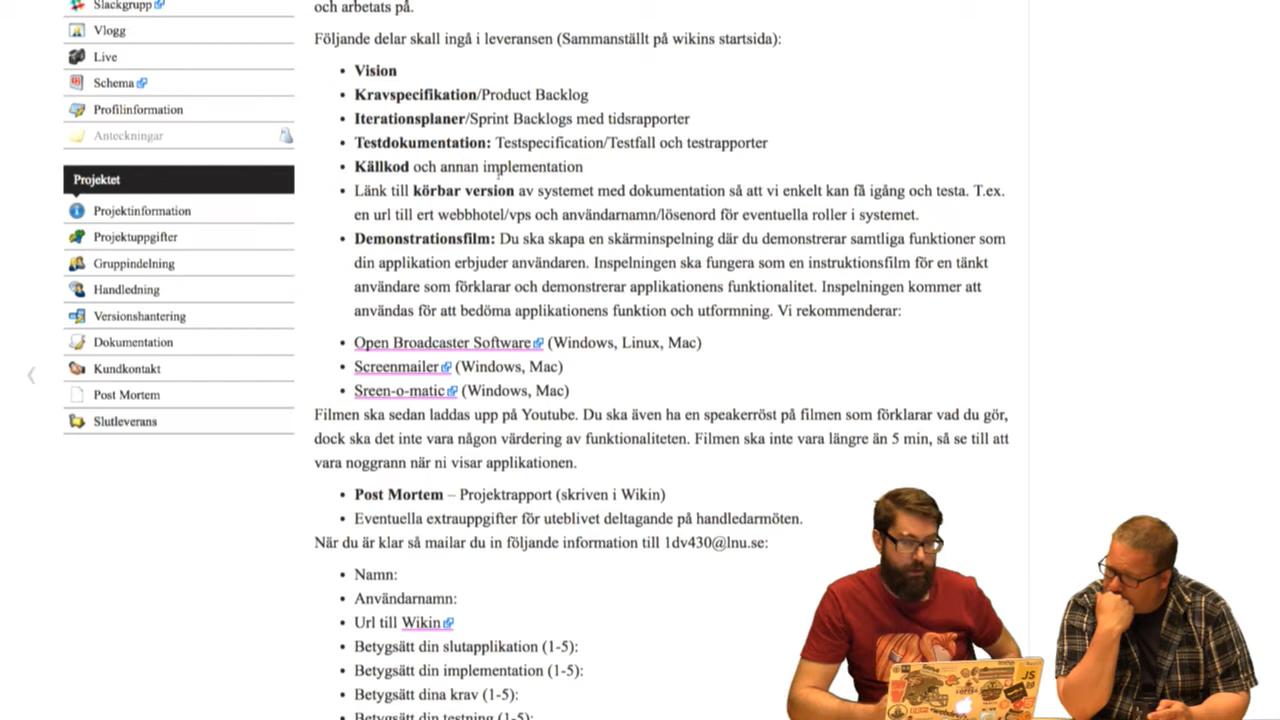 Slackgrupp
Vlogg
Live
Schema
Profilinformation
Anteckningar
Projektet
Projektinformation
Projektuppgifter
Gruppindelning
Handledning
Versionshantering
Dokumentation
Kundkontakt
Post Mortem
Slutleverans
och arbetats på.
Följande delar skall ingå i leveransen (Sammanställt på wikins startsida):
• Vision
• Kravspecifikation/Product Backlog
• Iterationsplaner/Sprint Backlogs med tidsrapporter
• Testdokumentation: Testspecification/Testfall och testrapporter
• Källkod och annan implementation
• Länk till körbar version av systemet med dokumentation så att vi enkelt kan få igång och testa. T.ex.
en url till ert webbhotel/vps och användarnamn/lösenord för eventuella roller i systemet.
• Demonstrationsfilm: Du ska skapa en skärminspelning där du demonstrerar samtliga funktioner som
din applikation erbjuder användaren. Inspelningen ska fungera som en instruktionsfilm för en tänkt
användare som förklarar och demonstrerar applikationens funktionalitet. Inspelningen kommer att
användas för att bedöma applikationens funktion och utformning. Vi rekommenderar:
• Open Broadcaster Software (Windows, Linux, Mac)
• Screenmailer (Windows, Mac)
• Sreen-o-matic (Windows, Mac)
Filmen ska sedan laddas upp på Youtube. Du ska även ha en speakerröst på filmen som förklarar vad du gör,
dock ska det inte vara någon värdering av funktionaliteten. Filmen ska inte vara längre än 5 min, så se till att
vara noggrann när ni visar applikationen.
• Post Mortem – Projektrapport (skriven i Wikin)
• Eventuella extrauppgifter för uteblivet deltagande på handledarmöten.
När du är klar så mailar du in följande information till 1dv430@lnu.se:
• Namn:
• Användarnamn:
• Url till Wikin
• Betygsätt din slutapplikation (1-5):
• Betygsätt din implementation (1-5):
• Betygsätt dina krav (1-5):
• Betygsätt din testning (1-5):
JS